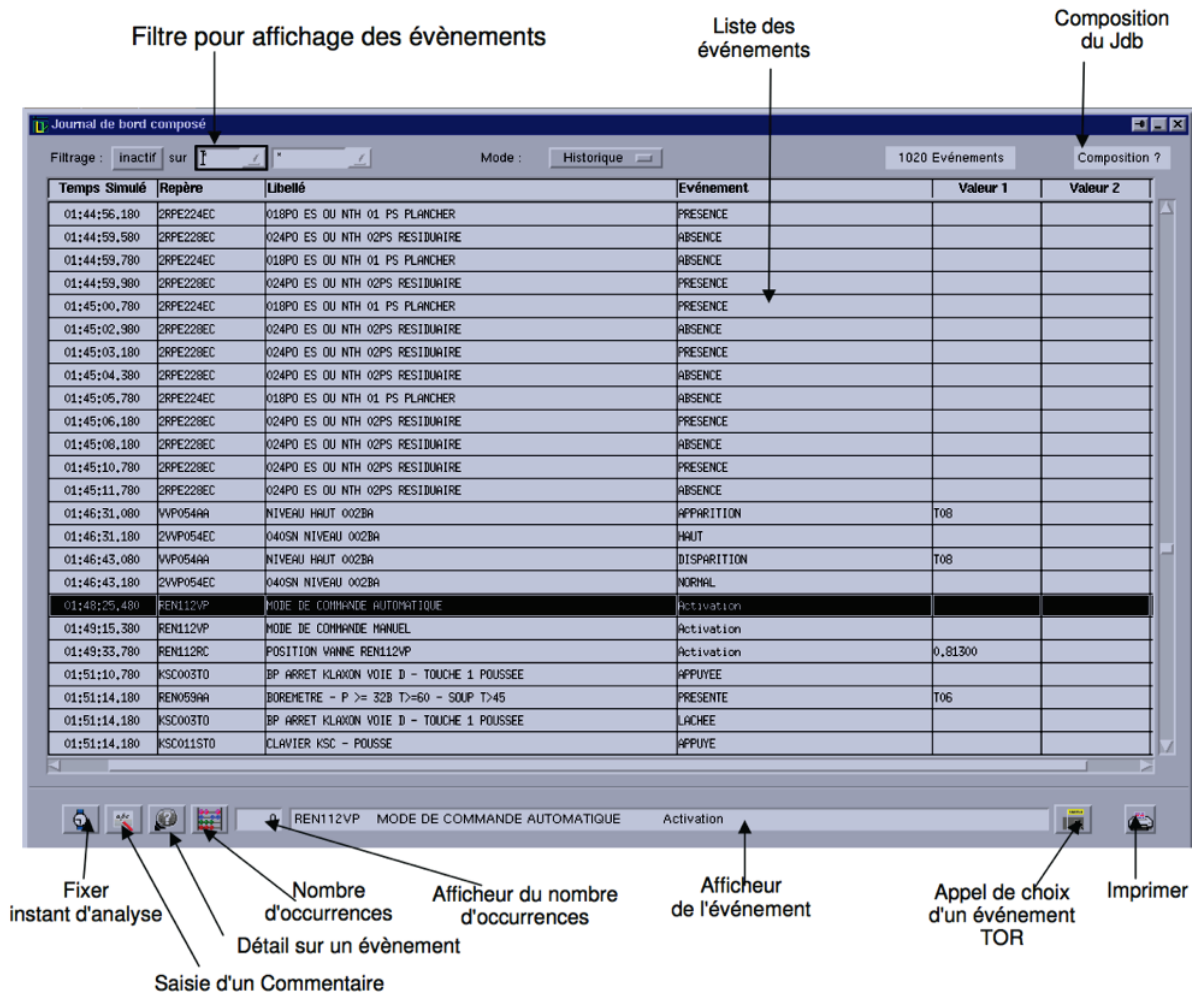 Filtre pour affichage des évènements
Liste des
événements
Composition
du Jdb
Journal de bord composé
Filtrage : inactif sur * * Mode : Historique 1020 Evénements Composition ?
Temps Simulé Repère Libellé Evénement Valeur 1 Valeur 2
01:44:56.180 2RPE224EC 018PO ES OU NTH 01 PS PLANCHER PRESENCE
01:44:59.580 2RPE228EC 024PO ES OU NTH 02PS RESIDUAIRE ABSENCE
01:44:59.780 2RPE224EC 018PO ES OU NTH 01 PS PLANCHER ABSENCE
01:44:59.980 2RPE228EC 024PO ES OU NTH 02PS RESIDUAIRE PRESENCE
01:45:00.780 2RPE224EC 018PO ES OU NTH 01 PS PLANCHER PRESENCE
01:45:02.980 2RPE228EC 024PO ES OU NTH 02PS RESIDUAIRE ABSENCE
01:45:03.180 2RPE228EC 024PO ES OU NTH 02PS RESIDUAIRE PRESENCE
01:45:04.380 2RPE228EC 024PO ES OU NTH 02PS RESIDUAIRE ABSENCE
01:45:05.780 2RPE224EC 018PO ES OU NTH 01 PS PLANCHER ABSENCE
01:45:06.180 2RPE228EC 024PO ES OU NTH 02PS RESIDUAIRE PRESENCE
01:45:08.180 2RPE228EC 024PO ES OU NTH 02PS RESIDUAIRE ABSENCE
01:45:10.780 2RPE228EC 024PO ES OU NTH 02PS RESIDUAIRE PRESENCE
01:45:11.780 2RPE228EC 024PO ES OU NTH 02PS RESIDUAIRE ABSENCE
01:46:31.080 VVP054AA NIVEAU HAUT 002BA APPARITION T08
01:46:31.180 2VVP054EC 040SN NIVEAU 002BA HAUT
01:46:43.080 VVP054AA NIVEAU HAUT 002BA DISPARITION T08
01:46:43.180 2VVP054EC 040SN NIVEAU 002BA NORMAL
01:48:25.480 REN112VP MODE DE COMMANDE AUTOMATIQUE Activation
01:49:15.380 REN112VP MODE DE COMMANDE MANUEL Activation
01:49:33.780 REN112RC POSITION VANNE REN112VP Activation 0.81300
01:51:10.780 KSC003TO BP ARRET KLAXON VOIE D - TOUCHE 1 POUSSEE APPUYEE
01:51:14.180 REN059AA BOREMETRE - P >= 32B T>=60 - SOUP T>45 PRESENTE T06
01:51:14.180 KSC003TO BP ARRET KLAXON VOIE D - TOUCHE 1 POUSSEE LACHEE
01:51:14.180 KSC011STO CLAVIER KSC - POUSSE APPUYE
REN112VP MODE DE COMMANDE AUTOMATIQUE Activation
Fixer
instant d'analyse
Nombre
d'occurrences
Afficheur du nombre
d'occurrences
Afficheur
de l'événement
Appel de choix
d'un événement
TOR
Imprimer
Détail sur un évènement
Saisie d'un Commentaire